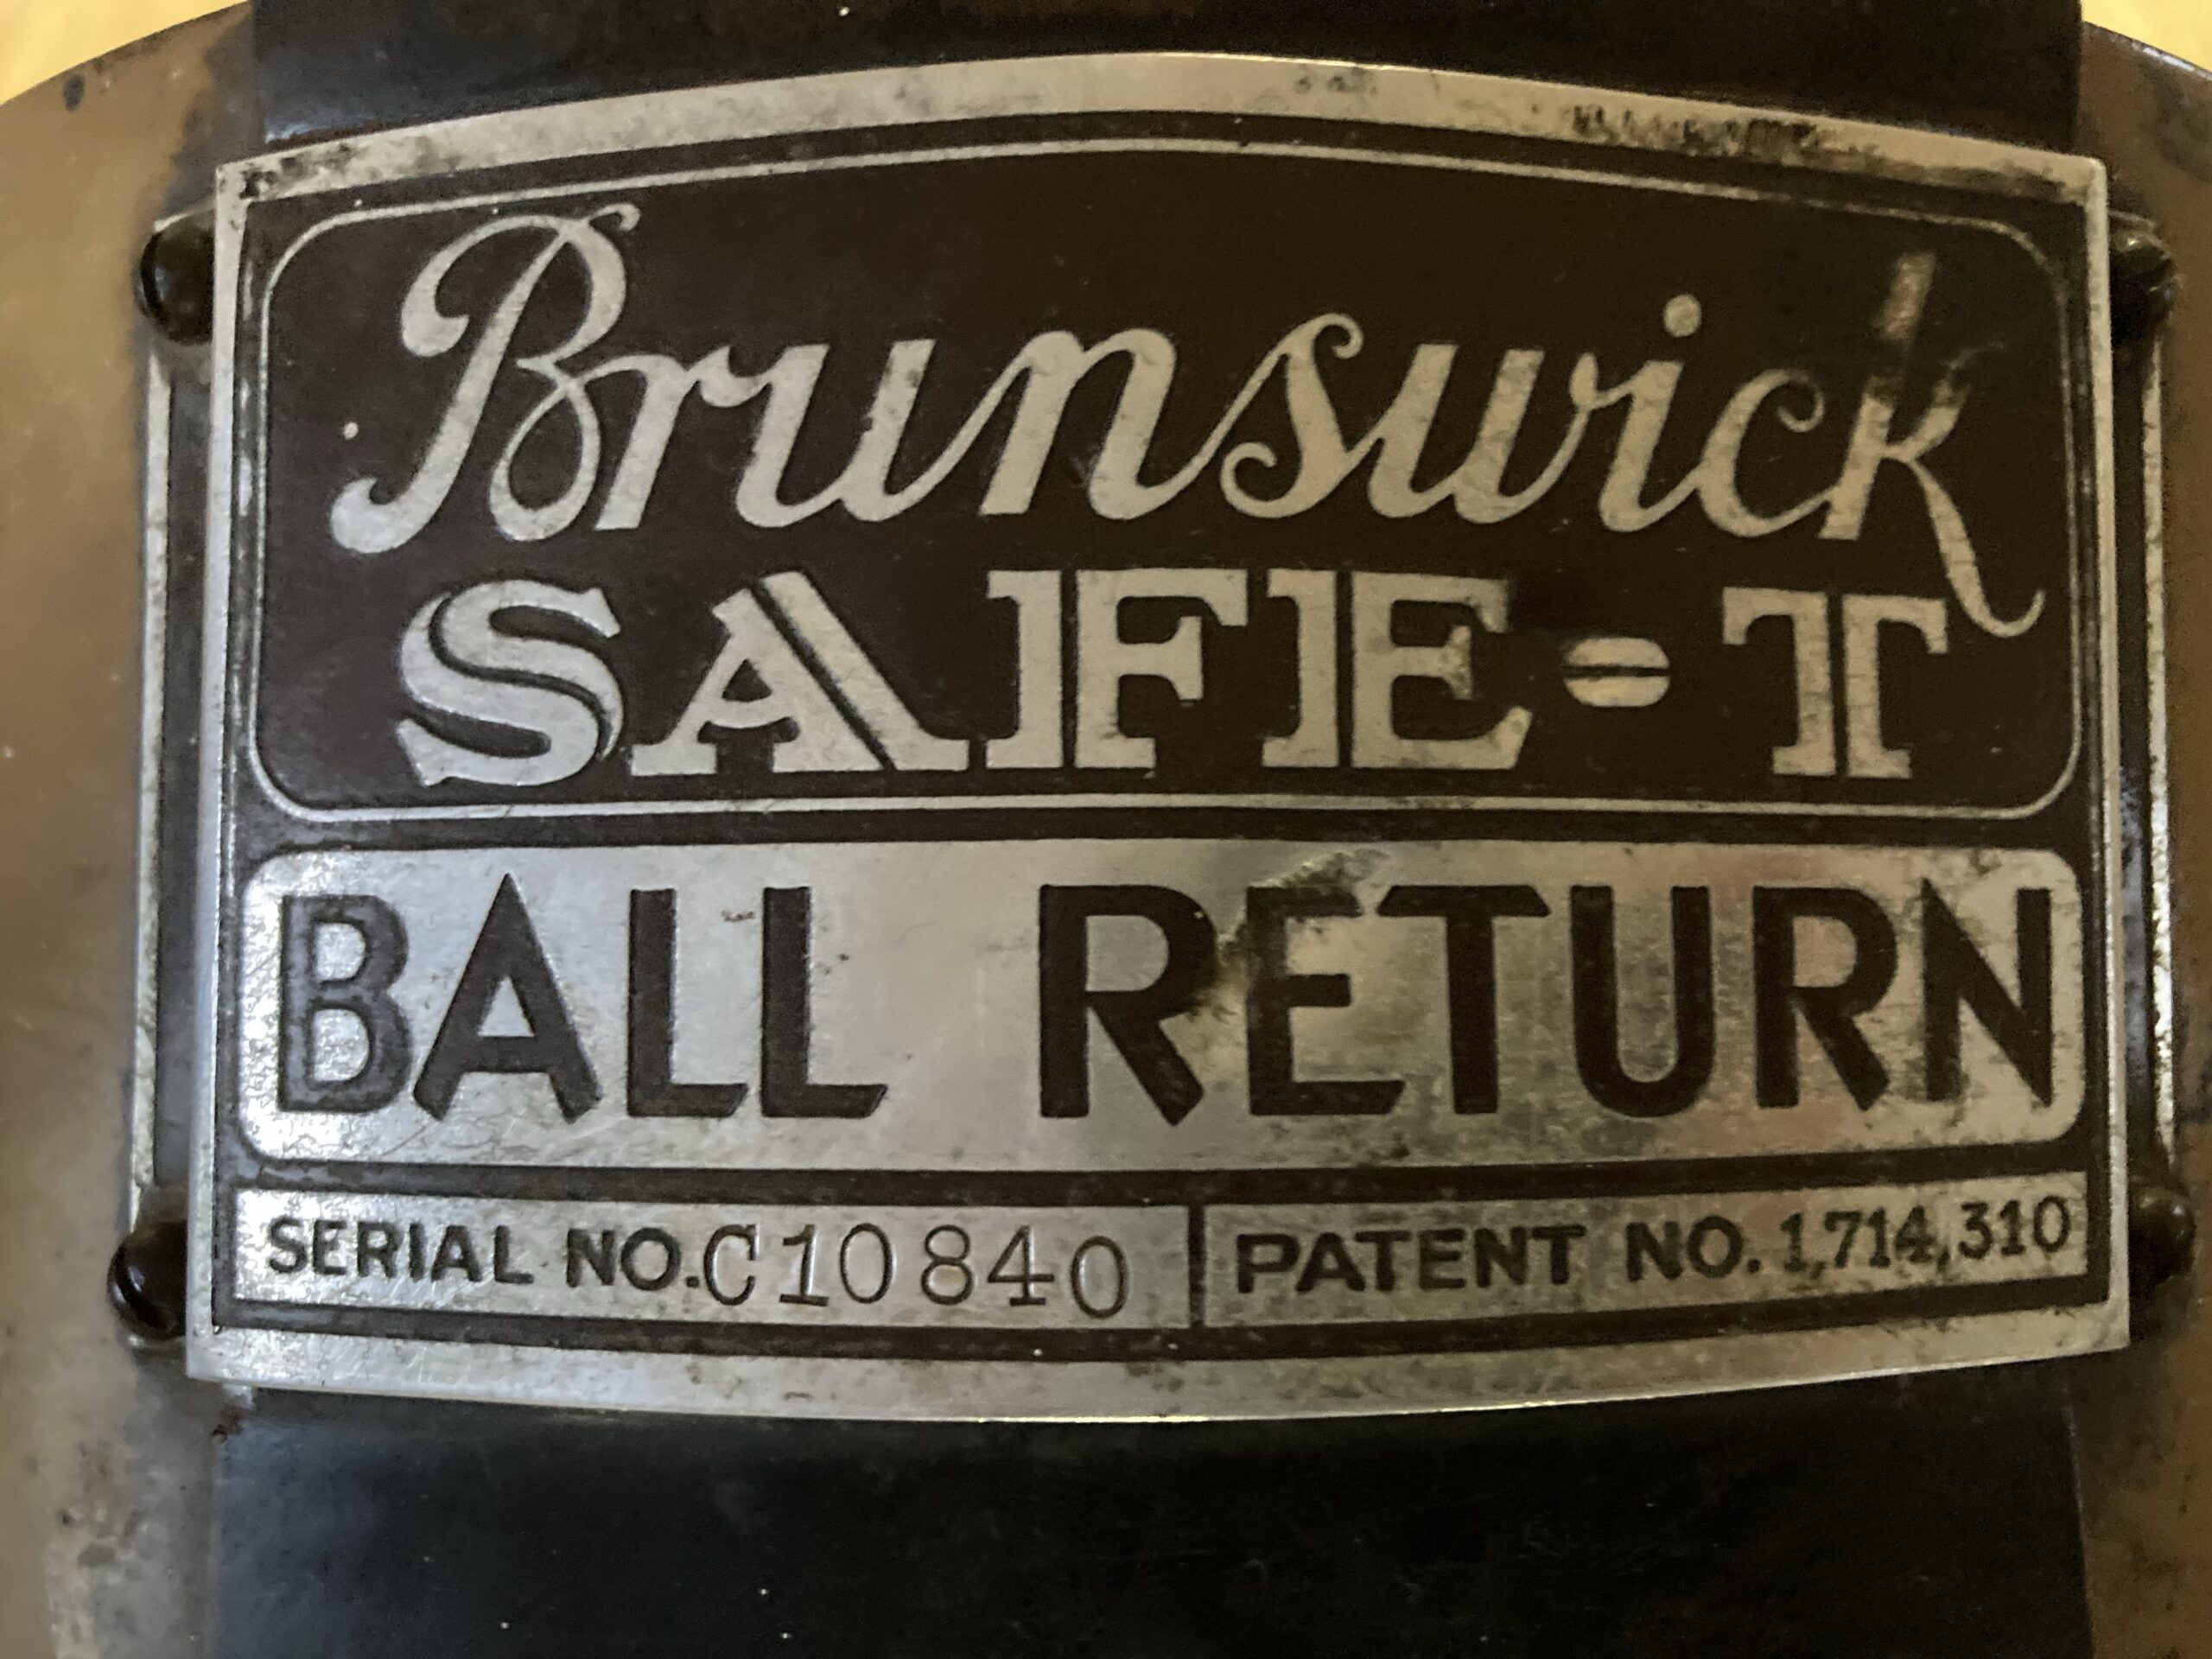 Brunswick
SAFE-T
BALL RETURN
SERIAL NO. C10840 PATENT NO. 1,714,310